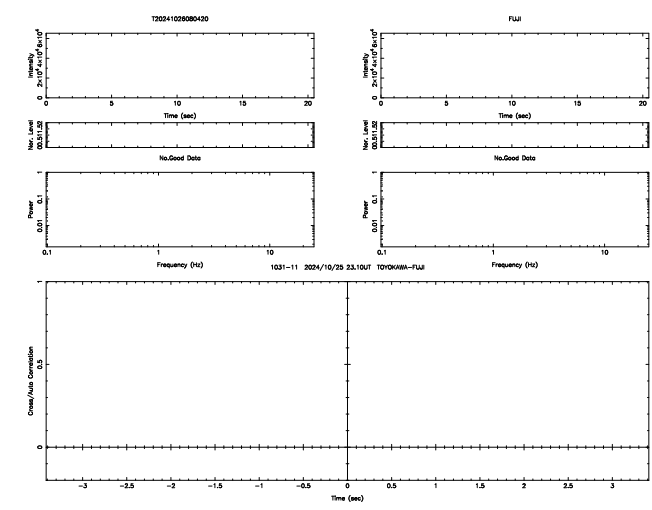 T20241026080420
FUJI
Intensity
0 2×10⁴ 4×10⁴ 6×10⁴
0 5 10 15 20
Time (sec)
Intensity
0 2×10⁴ 4×10⁴ 6×10⁴
0 5 10 15 20
Time (sec)
Nor. Level
00.511.52
Nor. Level
00.511.52
No.Good Data
No.Good Data
Power
0.01 0.1 1
0.1 1 10
Frequency (Hz)
Power
0.01 0.1 1
0.1 1 10
Frequency (Hz)
1031-11 2024/10/25 23.10UT TOYOKAWA-FUJI
Cross/Auto Correlation
0 0.5 1
-3 -2.5 -2 -1.5 -1 -0.5 0 0.5 1 1.5 2 2.5 3
Time (sec)